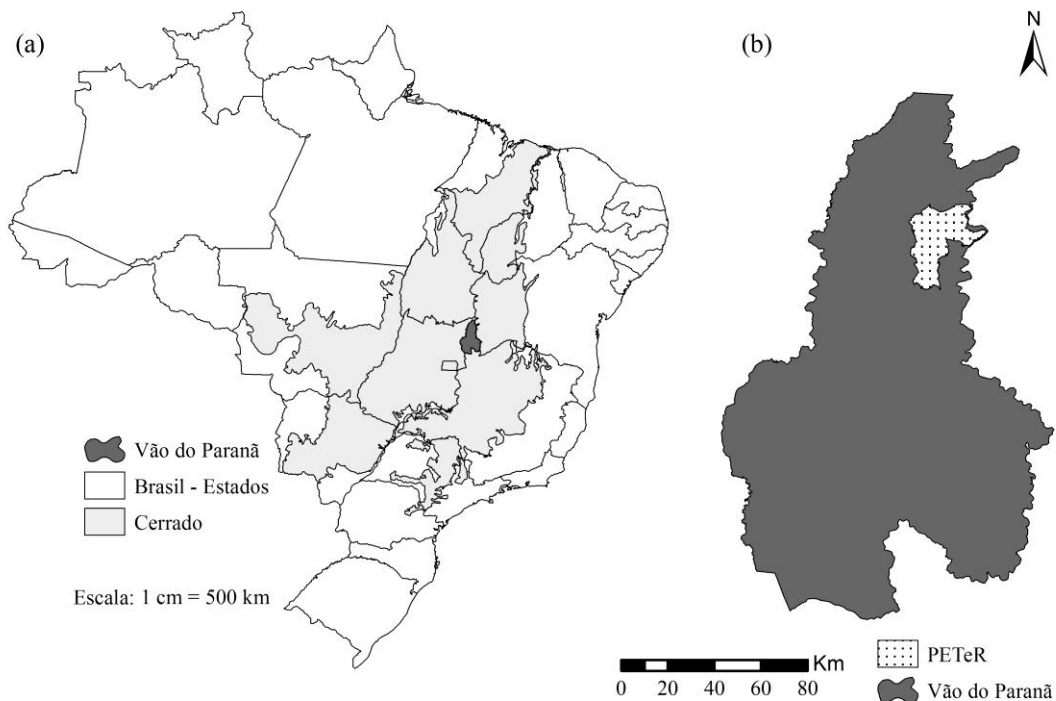 (a)
Vão do Paranã
Brasil - Estados
Cerrado
Escala: 1 cm = 500 km
(b)
N
Km
0 20 40 60 80
PETeR
Vão do Paranã